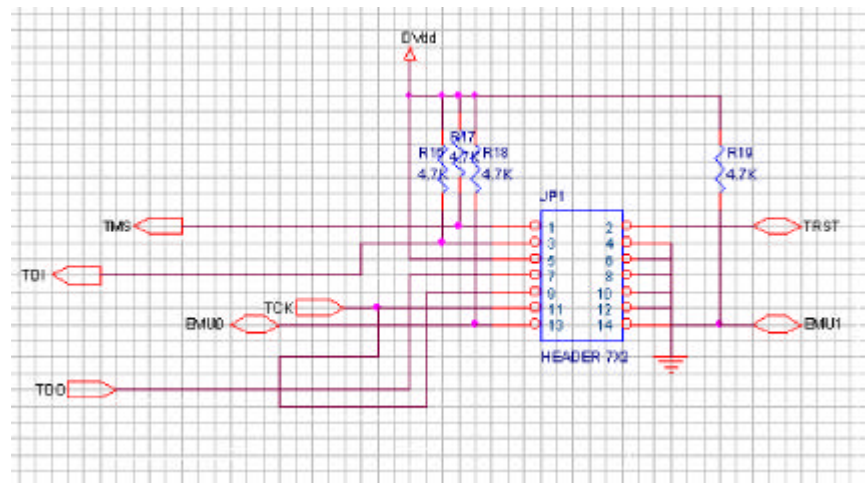 DVdd
R17
R16 4.7K R18
4.7K 4.7K
R19
4.7K
JP1
TMS
1 2
TRST
3 4
5 6
TDI
7 8
9 10
TCK
11 12
EMU0
13 14
EMU1
HEADER 7X2
TDO